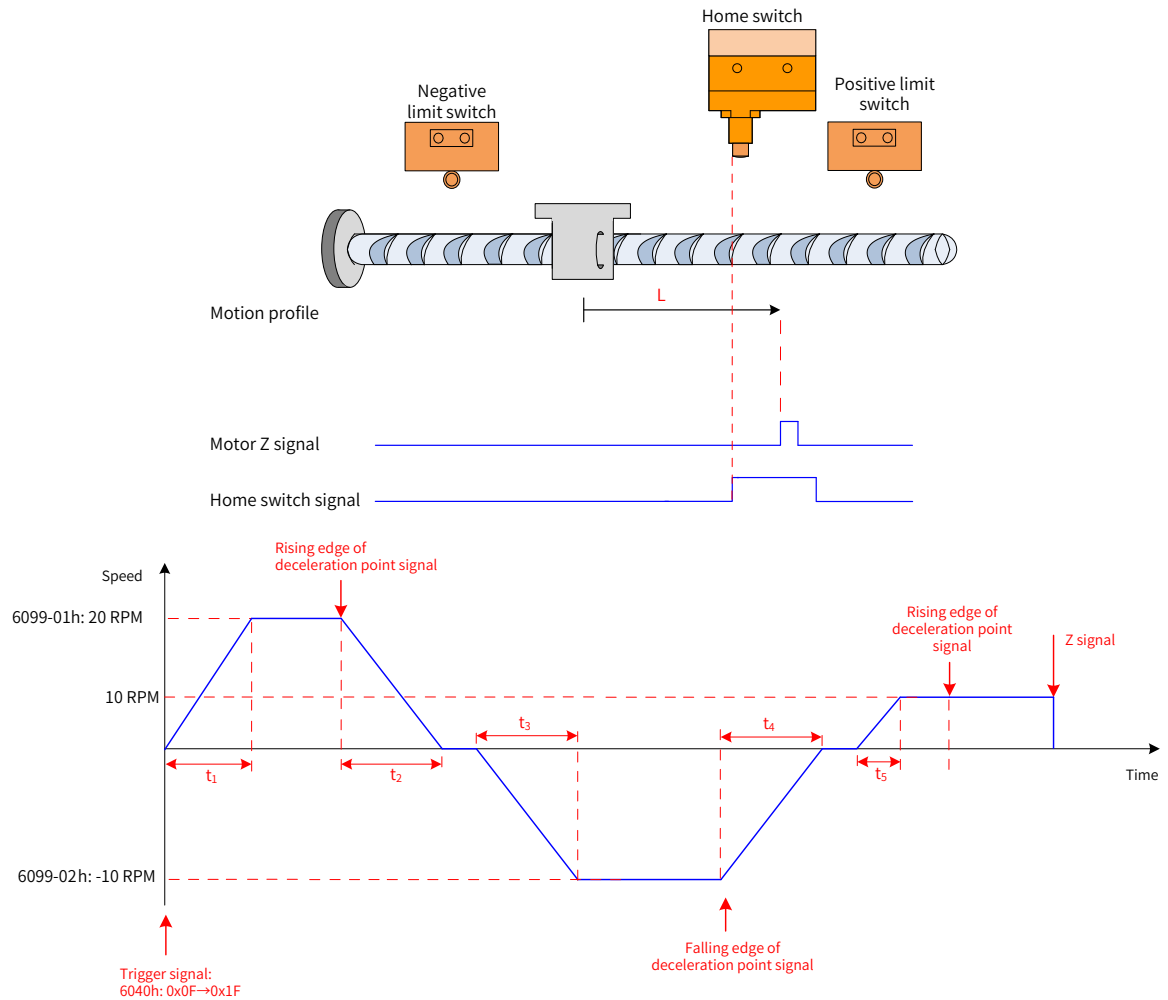 Home switch
Negative
limit switch
Positive limit
switch
L
Motion profile
Motor Z signal
Home switch signal
Rising edge of
deceleration point signal
Speed
6099-01h: 20 RPM
Rising edge of
deceleration point
signal
Z signal
10 RPM
t3
t4
t1
t2
t5
Time
6099-02h: -10 RPM
Falling edge of
deceleration point signal
Trigger signal:
6040h: 0x0F→0x1F